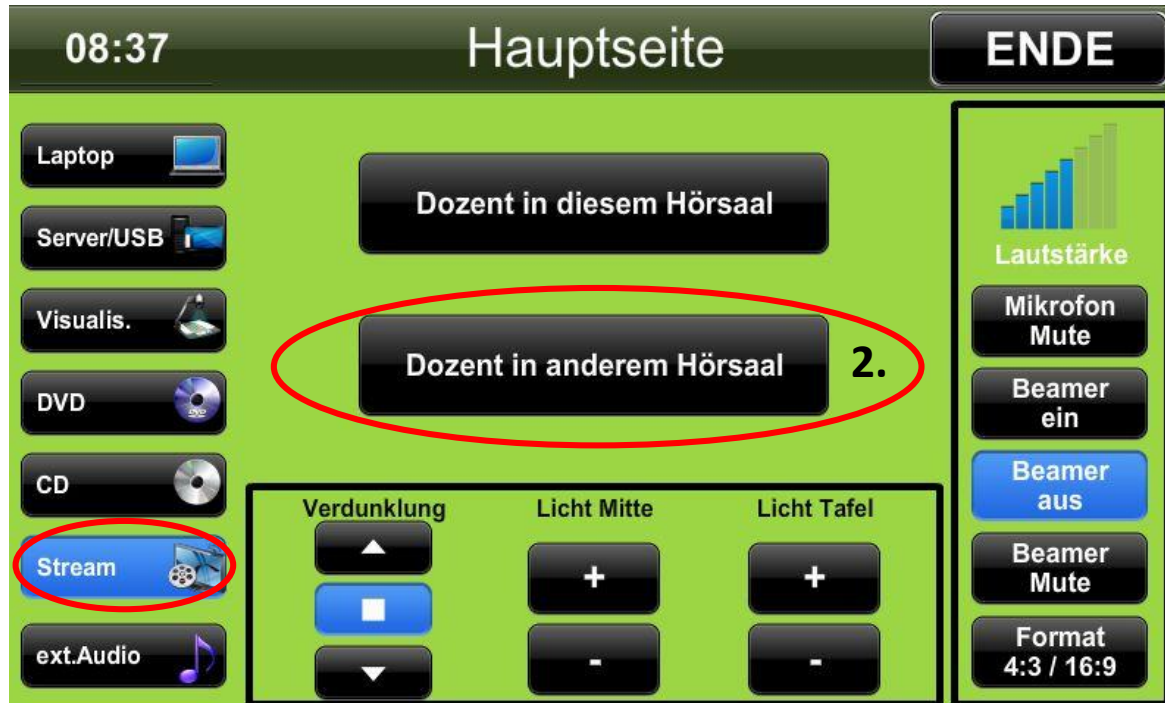 08:37
Hauptseite
ENDE
Laptop
Server/USB
Visualis.
DVD
CD
Stream
ext.Audio
Dozent in diesem Hörsaal
Dozent in anderem Hörsaal
2.
Verdunklung
Licht Mitte
Licht Tafel
+
+
-
-
Lautstärke
Mikrofon
Mute
Beamer
ein
Beamer
aus
Beamer
Mute
Format
4:3 / 16:9